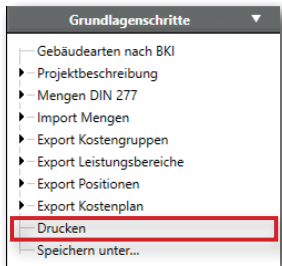 Grundlagenschritte
Gebäudearten nach BKI
Projektbeschreibung
Mengen DIN 277
Import Mengen
Export Kostengruppen
Export Leistungsbereiche
Export Positionen
Export Kostenplan
Drucken
Speichern unter...